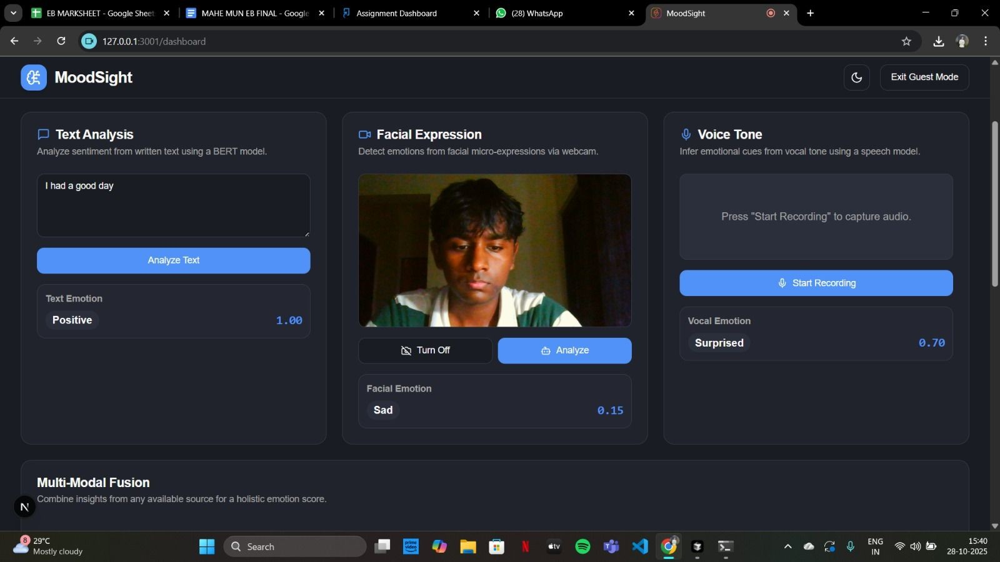 EB MARKSHEET - Google Sheet
MAHE MUN EB FINAL - Google
Assignment Dashboard
(28) WhatsApp
MoodSight
127.0.0.1:3001/dashboard
MoodSight
Exit Guest Mode
Text Analysis
Analyze sentiment from written text using a BERT model.
I had a good day
Analyze Text
Text Emotion
Positive
1.00
Facial Expression
Detect emotions from facial micro-expressions via webcam.
Turn Off
Analyze
Facial Emotion
Sad
0.15
Voice Tone
Infer emotional cues from vocal tone using a speech model.
Press "Start Recording" to capture audio.
Start Recording
Vocal Emotion
Surprised
0.70
Multi-Modal Fusion
Combine insights from any available source for a holistic emotion score.
N
8
29°C
Mostly cloudy
Search
prime video
N
tv
ENG
IN
15:40
28-10-2025